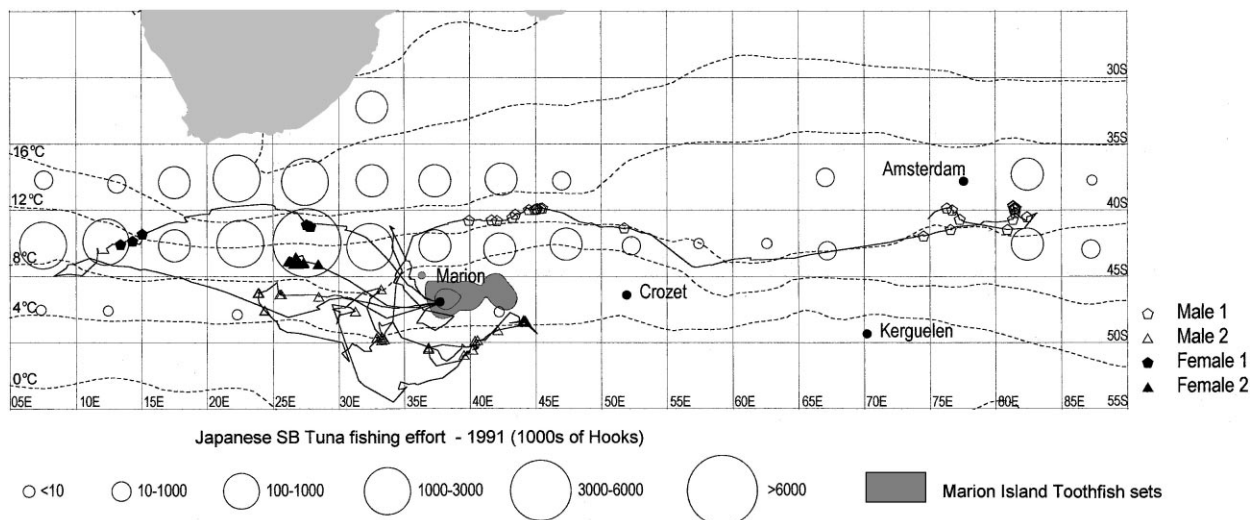 30S
16°C
35S
Amsterdam
12°C
40S
8°C
Marion
45S
Crozet
4°C
Kerguelen
50S
0°C
05E 10E 15E 20E 25E 30E 35E 40E 45E 50E 55E 60E 65E 70E 75E 80E 85E 55S
Male 1
Male 2
Female 1
Female 2
Japanese SB Tuna fishing effort - 1991 (1000s of Hooks)
<10 10-1000 100-1000 1000-3000 3000-6000 >6000 Marion Island Toothfish sets